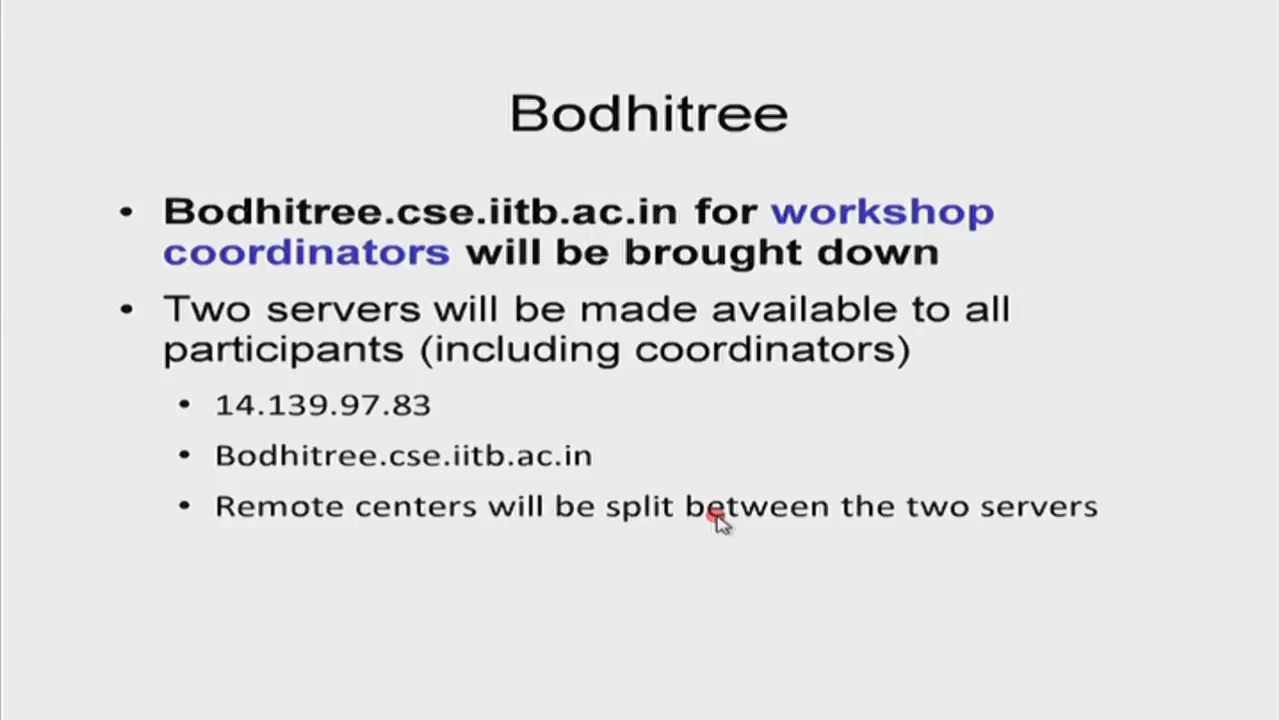 Bodhitree
• Bodhitree.cse.iitb.ac.in for workshop
coordinators will be brought down
• Two servers will be made available to all
participants (including coordinators)
• 14.139.97.83
• Bodhitree.cse.iitb.ac.in
• Remote centers will be split between the two servers